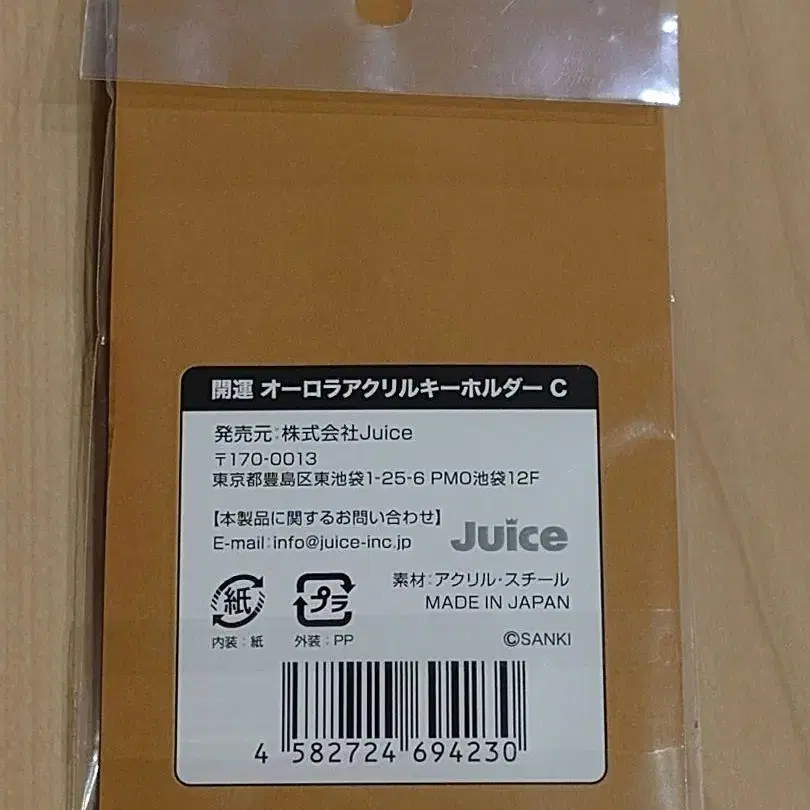 開運 オーロラアクリルキーホルダー C
発売元:株式会社Juice
〒170-0013
東京都豊島区東池袋1-25-6 PMO池袋12F
【本製品に関するお問い合わせ】
E-mail:info@juice-inc.jp
Juice
素材:アクリル・スチール
MADE IN JAPAN
紙
プラ
内装:紙 外装:PP
©SANKI
4 582724 694230